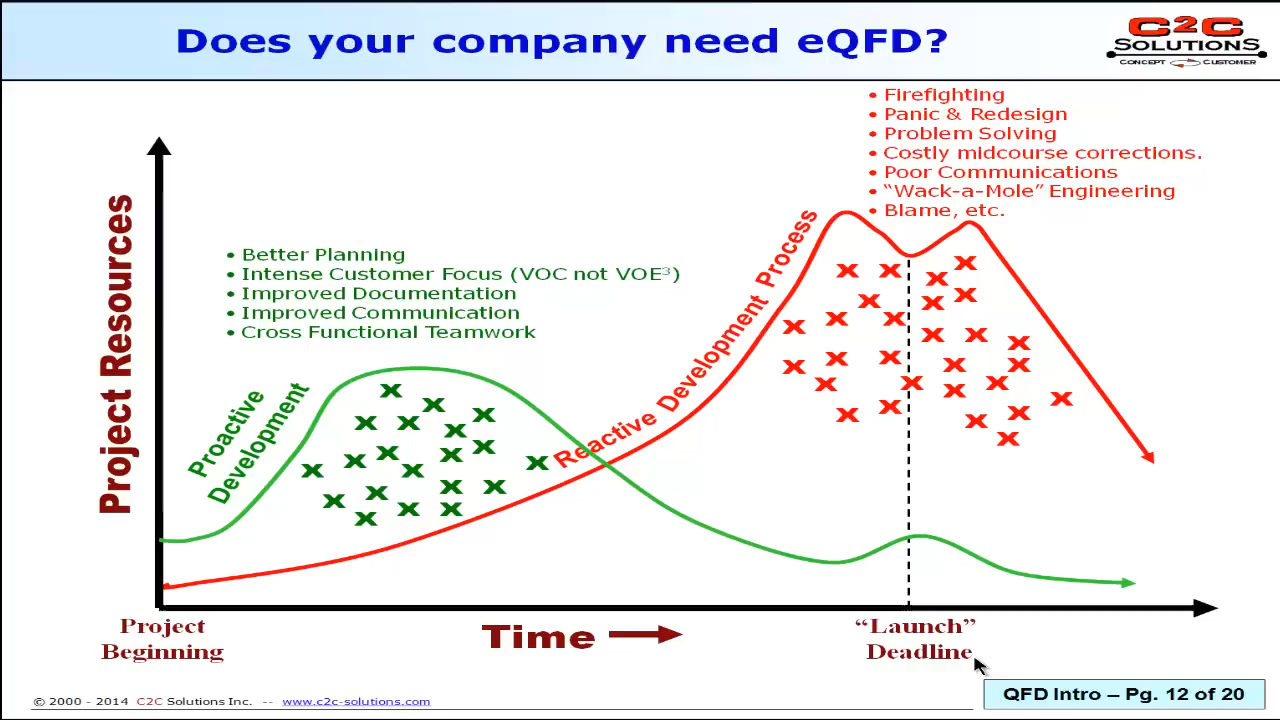 Does your company need eQFD?
C2C
SOLUTIONS
CONCEPT CUSTOMER
• Firefighting
• Panic & Redesign
• Problem Solving
• Costly midcourse corrections.
• Poor Communications
• “Wack-a-Mole” Engineering
• Blame, etc.
• Better Planning
• Intense Customer Focus (VOC not VOE³)
• Improved Documentation
• Improved Communication
• Cross Functional Teamwork
Project Resources
Proactive
Development
Reactive Development Process
Project
Beginning
Time
“Launch”
Deadline
© 2000 - 2014 C2C Solutions Inc. -- www.c2c-solutions.com
QFD Intro – Pg. 12 of 20